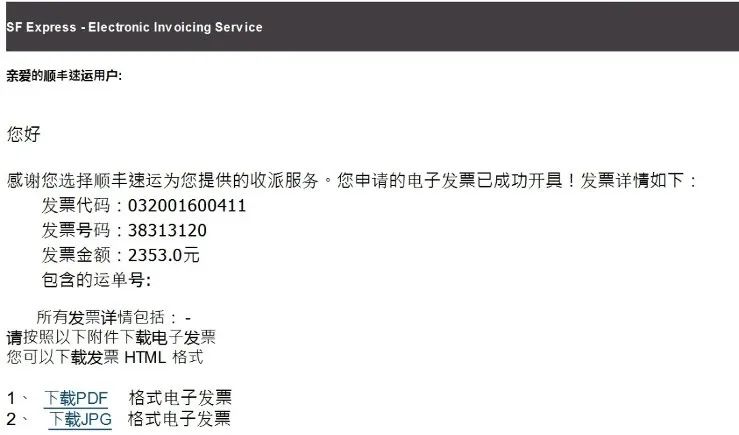 SF Express - Electronic Invoicing Service
亲爱的顺丰速运用户:
您好
感谢您选择顺丰速运为您提供的收派服务。您申请的电子发票已成功开具！发票详情如下：
发票代码：032001600411
发票号码：38313120
发票金额：2353.0元
包含的运单号:
所有发票详情包括： -
请按照以下附件下载电子发票
您可以下载发票 HTML 格式
1、 下载PDF 格式电子发票
2、 下载JPG 格式电子发票